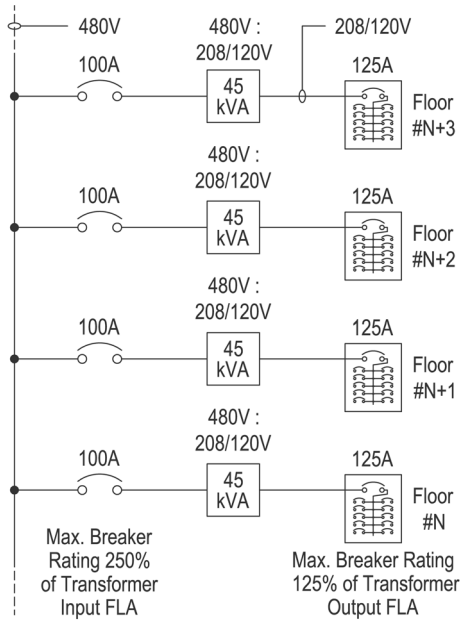 480V
480V :
208/120V
208/120V
100A
45
kVA
125A
Floor
#N+3
480V :
208/120V
100A
45
kVA
125A
Floor
#N+2
480V :
208/120V
100A
45
kVA
125A
Floor
#N+1
480V :
208/120V
100A
45
kVA
125A
Floor
#N
Max. Breaker
Rating 250%
of Transformer
Input FLA
Max. Breaker Rating
125% of Transformer
Output FLA